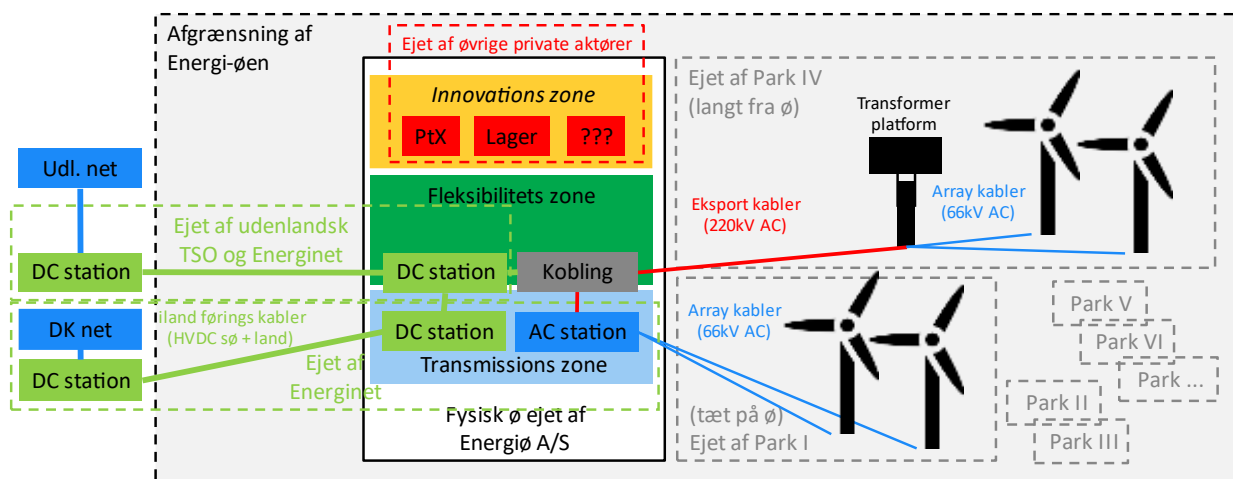 Afgrænsning af
Energi-øen
Ejet af øvrige private aktører
Innovations zone
PtX
Lager
???
Fleksibilitets zone
Udl. net
Ejet af udenlandsk
TSO og Energinet
DC station
DC station
Kobling
DK net
iland førings kabler
(HVDC sø + land)
DC station
AC station
DC station
Ejet af
Energinet
Transmissions zone
Fysisk ø ejet af
Energiø A/S
Ejet af Park IV
(langt fra ø)
Transformer
platform
Eksport kabler
(220kV AC)
Array kabler
(66kV AC)
Array kabler
(66kV AC)
(tæt på ø)
Ejet af Park I
Park V
Park VI
Park ...
Park II
Park III